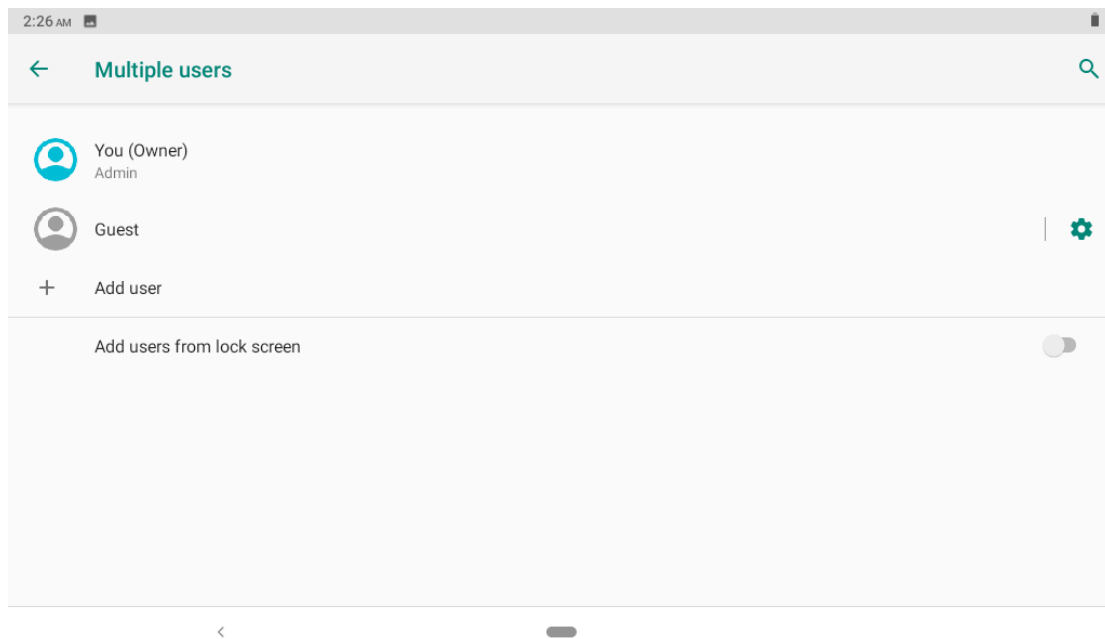 2:26 AM
Multiple users
You (Owner)
Admin
Guest
Add user
Add users from lock screen